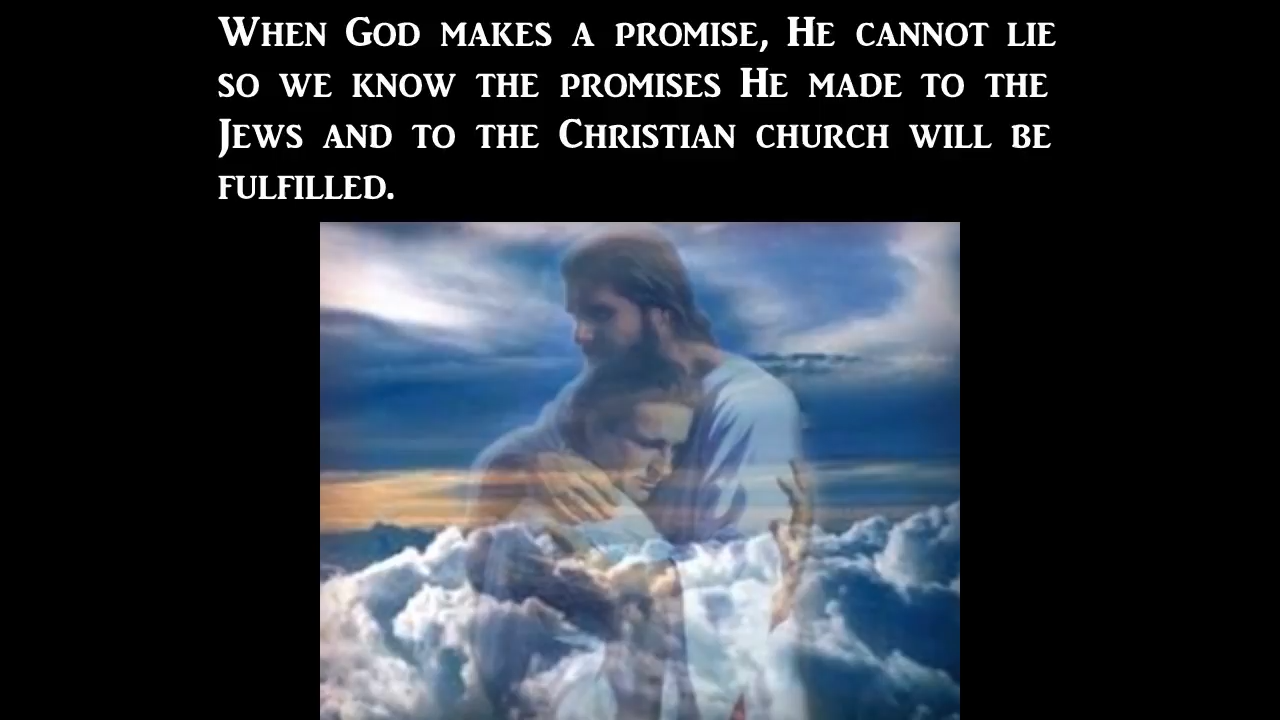 When God makes a promise, He cannot lie
so we know the promises He made to the
Jews and to the Christian church will be
fulfilled.